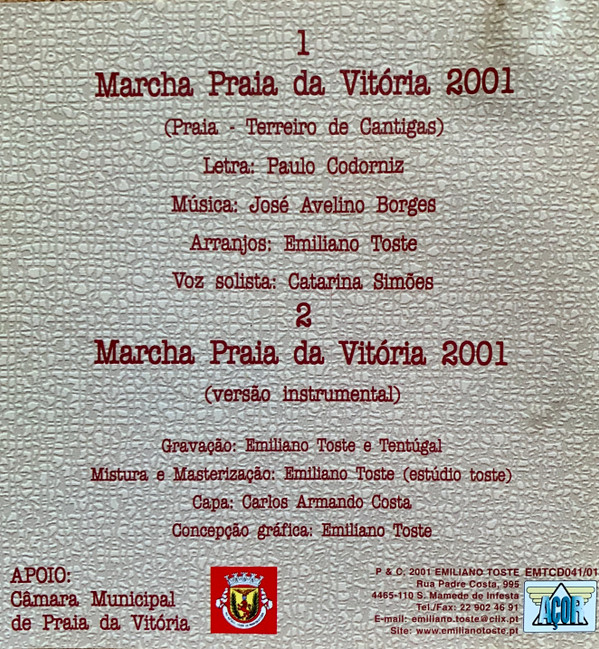 1
Marcha Praia da Vitória 2001
(Praia - Terreiro de Cantigas)
Letra: Paulo Codorniz
Música: José Avelino Borges
Arranjos: Emiliano Toste
Voz solista: Catarina Simões
2
Marcha Praia da Vitória 2001
(versão instrumental)
Gravação: Emiliano Toste e Tentúgal
Mistura e Masterização: Emiliano Toste (estúdio toste)
Capa: Carlos Armando Costa
Concepção gráfica: Emiliano Toste
APOIO:
Câmara Municipal
de Praia da Vitória
P & C. 2001 EMILIANO TOSTE EMTCD041/01
Rua Padre Costa, 995
4465-110 S. Mamede de Infesta
Tel./Fax: 22 902 46 91
E-mail: emiliano.toste@clix.pt
Site: www.emilianotoste.pt
AÇOR